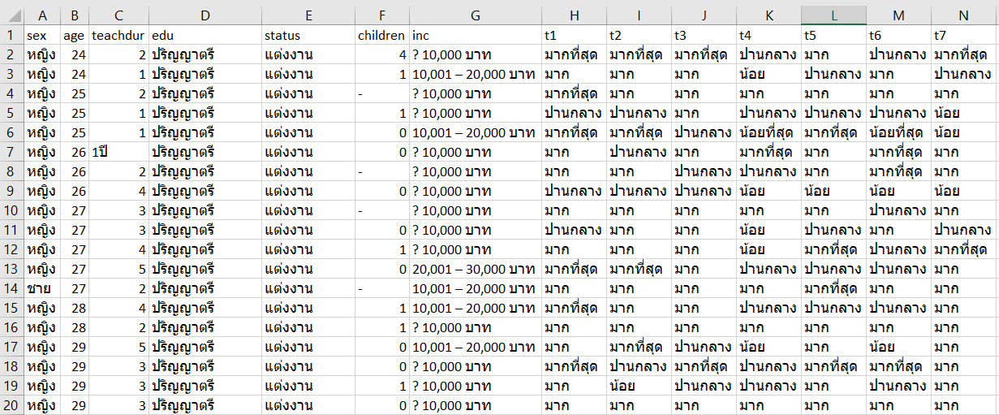 A B C D E F G H I J K L M N
1 sex age teachdur edu status children inc t1 t2 t3 t4 t5 t6 t7
2 หญิง 24 2 ปริญญาตรี แต่งงาน 4 ? 10,000 บาท มากที่สุด มากที่สุด มากที่สุด ปานกลาง มาก ปานกลาง มากที่สุด
3 หญิง 24 1 ปริญญาตรี แต่งงาน 1 10,001 – 20,000 บาท มาก มาก มาก น้อย ปานกลาง มาก ปานกลาง
4 หญิง 25 2 ปริญญาตรี แต่งงาน - ? 10,000 บาท มากที่สุด มาก มาก มาก มาก มาก มาก
5 หญิง 25 1 ปริญญาตรี แต่งงาน 1 ? 10,000 บาท ปานกลาง ปานกลาง มาก ปานกลาง ปานกลาง ปานกลาง น้อย
6 หญิง 25 1 ปริญญาตรี แต่งงาน 0 10,001 – 20,000 บาท มากที่สุด มากที่สุด ปานกลาง น้อยที่สุด มากที่สุด น้อยที่สุด น้อย
7 หญิง 26 1ปี ปริญญาตรี แต่งงาน 0 ? 10,000 บาท มาก ปานกลาง มาก มากที่สุด มาก มากที่สุด มาก
8 หญิง 26 2 ปริญญาตรี แต่งงาน - ? 10,000 บาท มาก มาก ปานกลาง ปานกลาง มาก มากที่สุด มาก
9 หญิง 26 4 ปริญญาตรี แต่งงาน 0 ? 10,000 บาท ปานกลาง ปานกลาง ปานกลาง น้อย น้อย น้อย น้อย
10 หญิง 27 3 ปริญญาตรี แต่งงาน - ? 10,000 บาท มาก มาก มาก มาก มาก ปานกลาง มาก
11 หญิง 27 3 ปริญญาตรี แต่งงาน 0 ? 10,000 บาท ปานกลาง มาก มาก น้อย ปานกลาง มาก ปานกลาง
12 หญิง 27 4 ปริญญาตรี แต่งงาน 1 ? 10,000 บาท มาก มาก มาก น้อย มากที่สุด ปานกลาง มากที่สุด
13 หญิง 27 5 ปริญญาตรี แต่งงาน 0 20,001 – 30,000 บาท มากที่สุด มากที่สุด มาก ปานกลาง ปานกลาง ปานกลาง มาก
14 ชาย 27 2 ปริญญาตรี แต่งงาน - 10,001 – 20,000 บาท มาก มาก มาก มาก มากที่สุด มาก มาก
15 หญิง 28 4 ปริญญาตรี แต่งงาน 1 10,001 – 20,000 บาท มากที่สุด มาก มาก ปานกลาง ปานกลาง ปานกลาง มาก
16 หญิง 28 2 ปริญญาตรี แต่งงาน 1 ? 10,000 บาท มาก มาก มาก มาก มาก มาก มาก
17 หญิง 29 5 ปริญญาตรี แต่งงาน 0 10,001 – 20,000 บาท มาก มากที่สุด ปานกลาง น้อย มาก น้อย มาก
18 หญิง 29 3 ปริญญาตรี แต่งงาน 0 ? 10,000 บาท มากที่สุด ปานกลาง มากที่สุด ปานกลาง มากที่สุด มากที่สุด มาก
19 หญิง 29 3 ปริญญาตรี แต่งงาน 1 ? 10,000 บาท มาก น้อย ปานกลาง ปานกลาง มาก ปานกลาง มาก
20 หญิง 29 3 ปริญญาตรี แต่งงาน 0 ? 10,000 บาท มาก มาก มาก มาก มาก มาก มาก